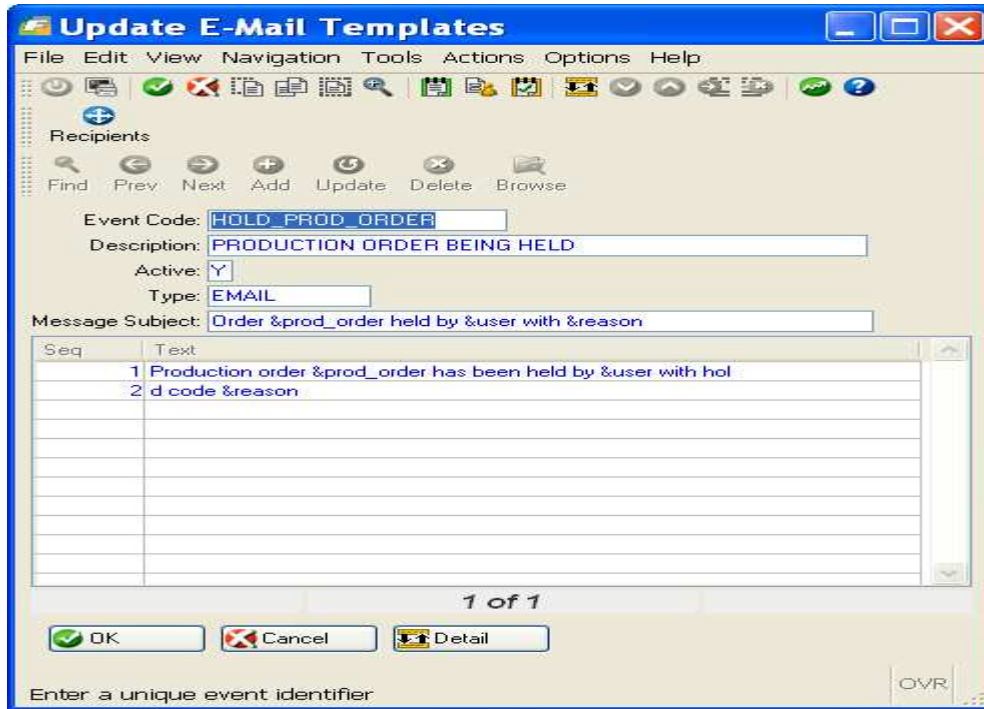 Update E-Mail Templates
File Edit View Navigation Tools Actions Options Help
Recipients
Find Prev Next Add Update Delete Browse
Event Code: HOLD_PROD_ORDER
Description: PRODUCTION ORDER BEING HELD
Active: Y
Type: EMAIL
Message Subject: Order &prod_order held by &user with &reason
Seq Text
1 Production order &prod_order has been held by &user with hol
2 d code &reason
1 of 1
OK Cancel Detail
Enter a unique event identifier OVR